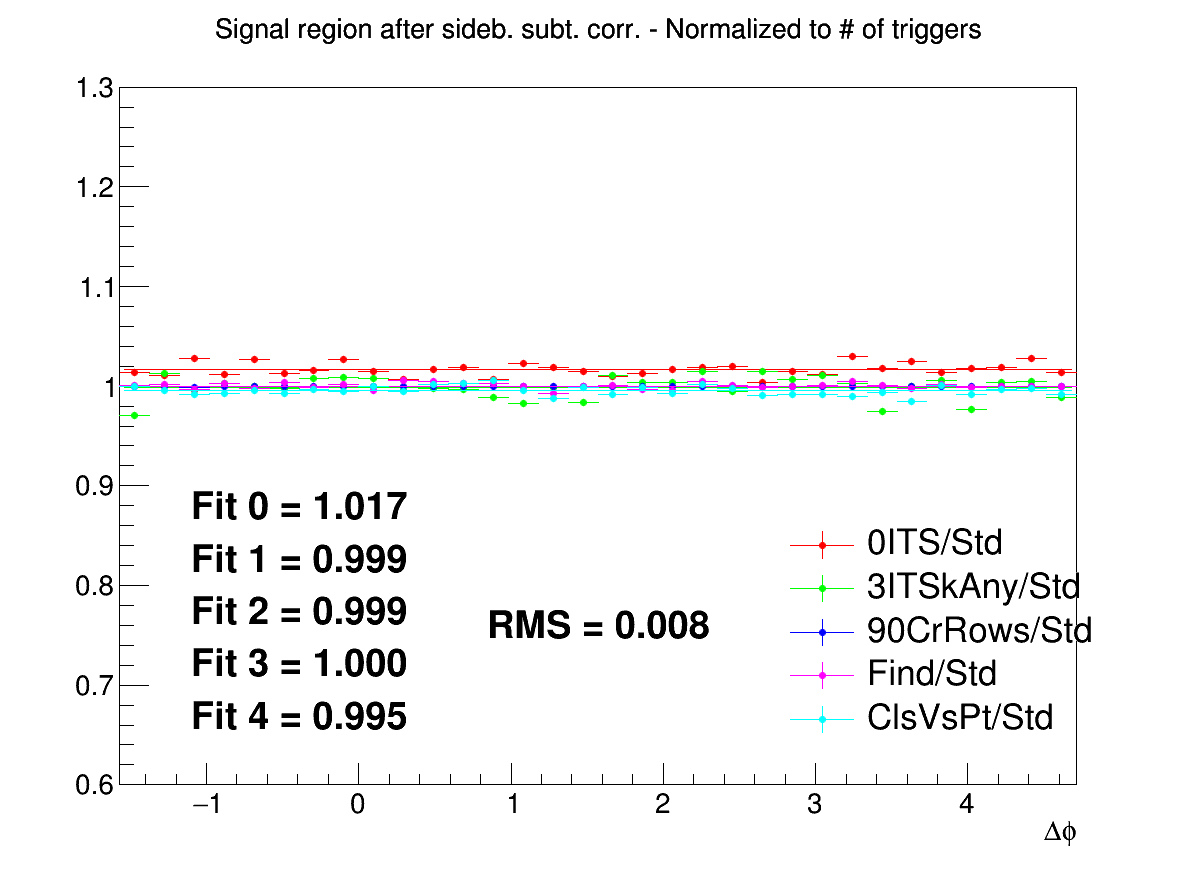 Signal region after sideb. subt. corr. - Normalized to # of triggers
1.3
1.2
1.1
1
0.9
0.8
0.7
0.6
Fit 0 = 1.017
Fit 1 = 0.999
Fit 2 = 0.999
Fit 3 = 1.000
Fit 4 = 0.995
RMS = 0.008
0ITS/Std
3ITSkAny/Std
90CrRows/Std
Find/Std
ClsVsPt/Std
−1 0 1 2 3 4
Δϕ